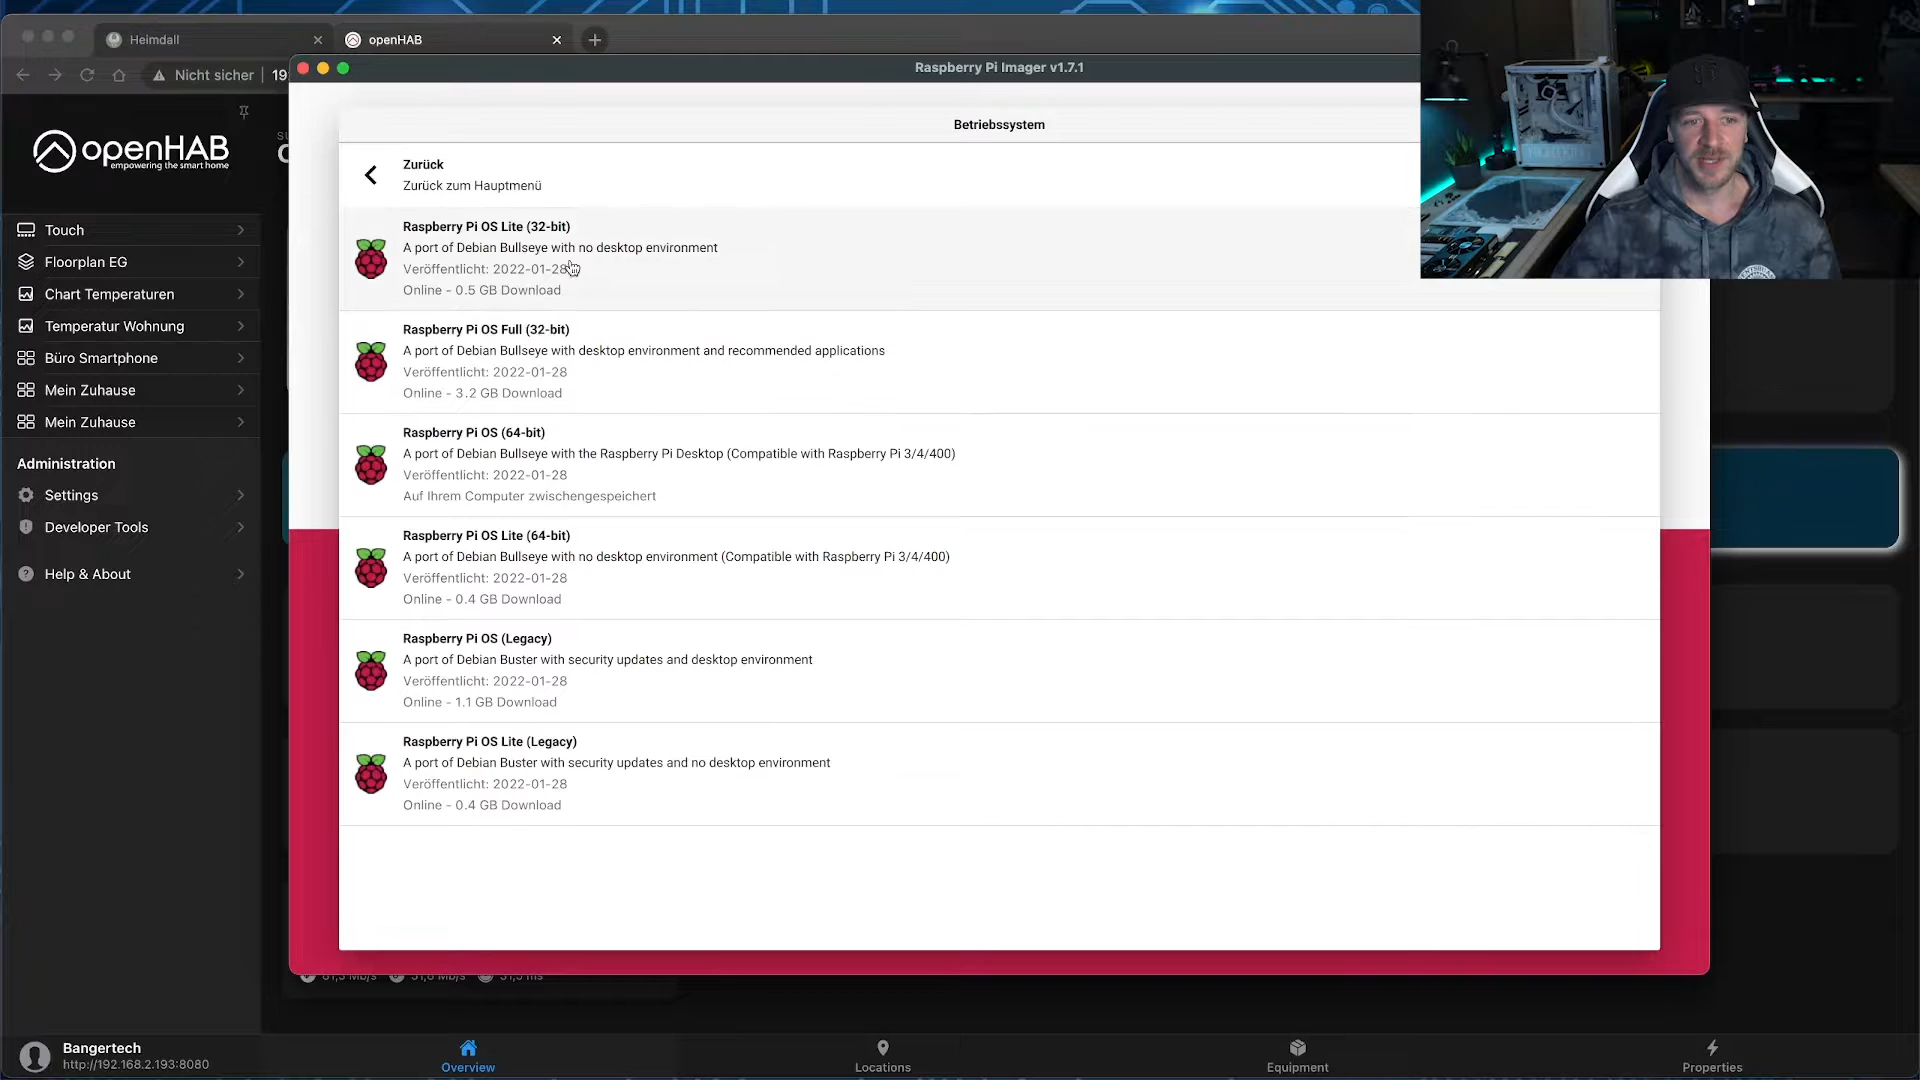 Heimdall
openHAB
Nicht sicher
19
Raspberry Pi Imager v1.7.1
openHAB
empowering the smart home
Touch
Floorplan EG
Chart Temperaturen
Temperatur Wohnung
Büro Smartphone
Mein Zuhause
Mein Zuhause
Administration
Settings
Developer Tools
Help & About
Betriebssystem
Zurück
Zurück zum Hauptmenü
Raspberry Pi OS Lite (32-bit)
A port of Debian Bullseye with no desktop environment
Veröffentlicht: 2022-01-28
Online - 0.5 GB Download
Raspberry Pi OS Full (32-bit)
A port of Debian Bullseye with desktop environment and recommended applications
Veröffentlicht: 2022-01-28
Online - 3.2 GB Download
Raspberry Pi OS (64-bit)
A port of Debian Bullseye with the Raspberry Pi Desktop (Compatible with Raspberry Pi 3/4/400)
Veröffentlicht: 2022-01-28
Auf Ihrem Computer zwischengespeichert
Raspberry Pi OS Lite (64-bit)
A port of Debian Bullseye with no desktop environment (Compatible with Raspberry Pi 3/4/400)
Veröffentlicht: 2022-01-28
Online - 0.4 GB Download
Raspberry Pi OS (Legacy)
A port of Debian Buster with security updates and desktop environment
Veröffentlicht: 2022-01-28
Online - 1.1 GB Download
Raspberry Pi OS Lite (Legacy)
A port of Debian Buster with security updates and no desktop environment
Veröffentlicht: 2022-01-28
Online - 0.4 GB Download
Bangertech
http://192.168.2.193:8080
Overview
Locations
Equipment
Properties